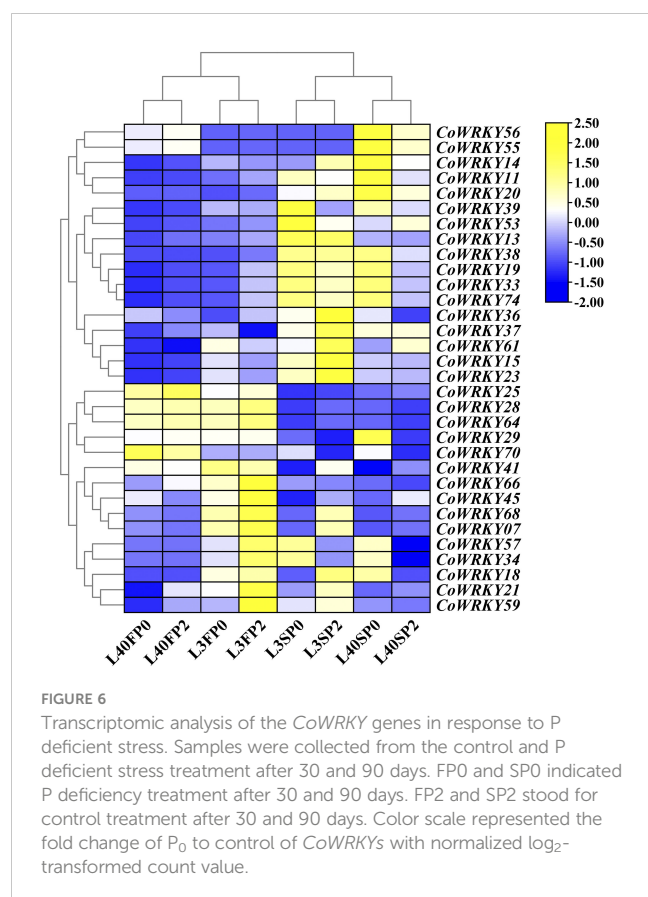 CoWRKY56
CoWRKY55
CoWRKY14
CoWRKY11
CoWRKY20
CoWRKY39
CoWRKY53
CoWRKY13
CoWRKY38
CoWRKY19
CoWRKY33
CoWRKY74
CoWRKY36
CoWRKY37
CoWRKY61
CoWRKY15
CoWRKY23
CoWRKY25
CoWRKY28
CoWRKY64
CoWRKY29
CoWRKY70
CoWRKY41
CoWRKY66
CoWRKY45
CoWRKY68
CoWRKY07
CoWRKY57
CoWRKY34
CoWRKY18
CoWRKY21
CoWRKY59
2.50
2.00
1.50
1.00
0.50
0.00
-0.50
-1.00
-1.50
-2.00
L40FP0
L40FP2
L3FP0
L3FP2
L3SP0
L3SP2
L40SP0
L40SP2
FIGURE 6
Transcriptomic analysis of the CoWRKY genes in response to P
deficient stress. Samples were collected from the control and P
deficient stress treatment after 30 and 90 days. FP0 and SP0 indicated
P deficiency treatment after 30 and 90 days. FP2 and SP2 stood for
control treatment after 30 and 90 days. Color scale represented the
fold change of P₀ to control of CoWRKYs with normalized log₂-
transformed count value.